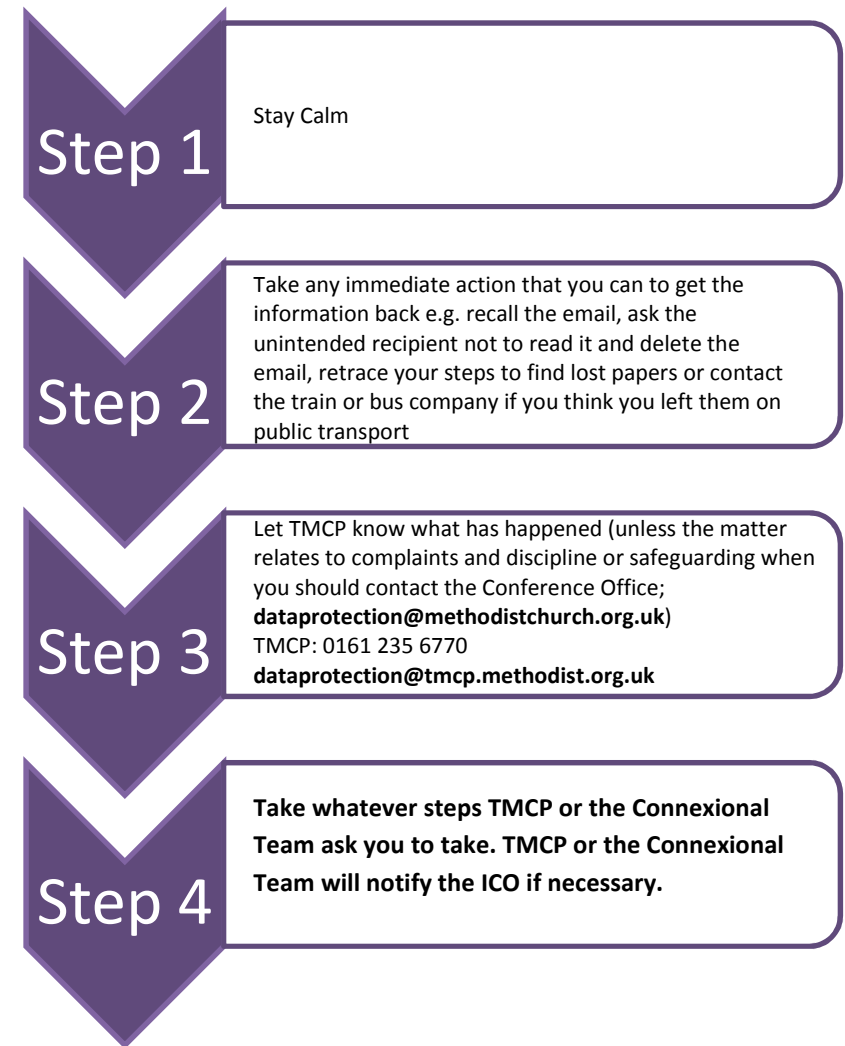 Step 1
Stay Calm
Step 2
Take any immediate action that you can to get the
information back e.g. recall the email, ask the
unintended recipient not to read it and delete the
email, retrace your steps to find lost papers or contact
the train or bus company if you think you left them on
public transport
Step 3
Let TMCP know what has happened (unless the matter
relates to complaints and discipline or safeguarding when
you should contact the Conference Office;
dataprotection@methodistchurch.org.uk)
TMCP: 0161 235 6770
dataprotection@tmcp.methodist.org.uk
Step 4
Take whatever steps TMCP or the Connexional
Team ask you to take. TMCP or the Connexional
Team will notify the ICO if necessary.